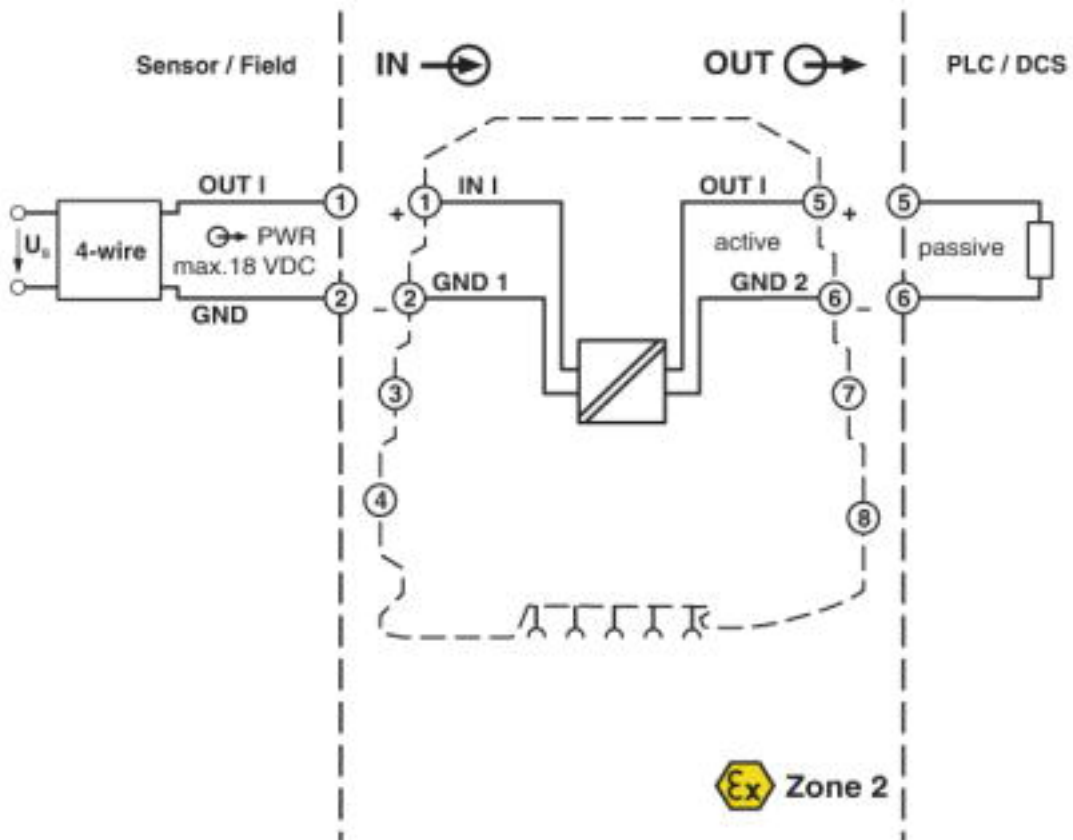 Sensor / Field
IN
OUT
PLC / DCS
OUT I
1
+
1
IN I
OUT I
5
+
5
Us
4-wire
PWR
max.18 VDC
active
passive
GND
2
–
2
GND 1
GND 2
6
–
6
3
7
4
8
Ex Zone 2